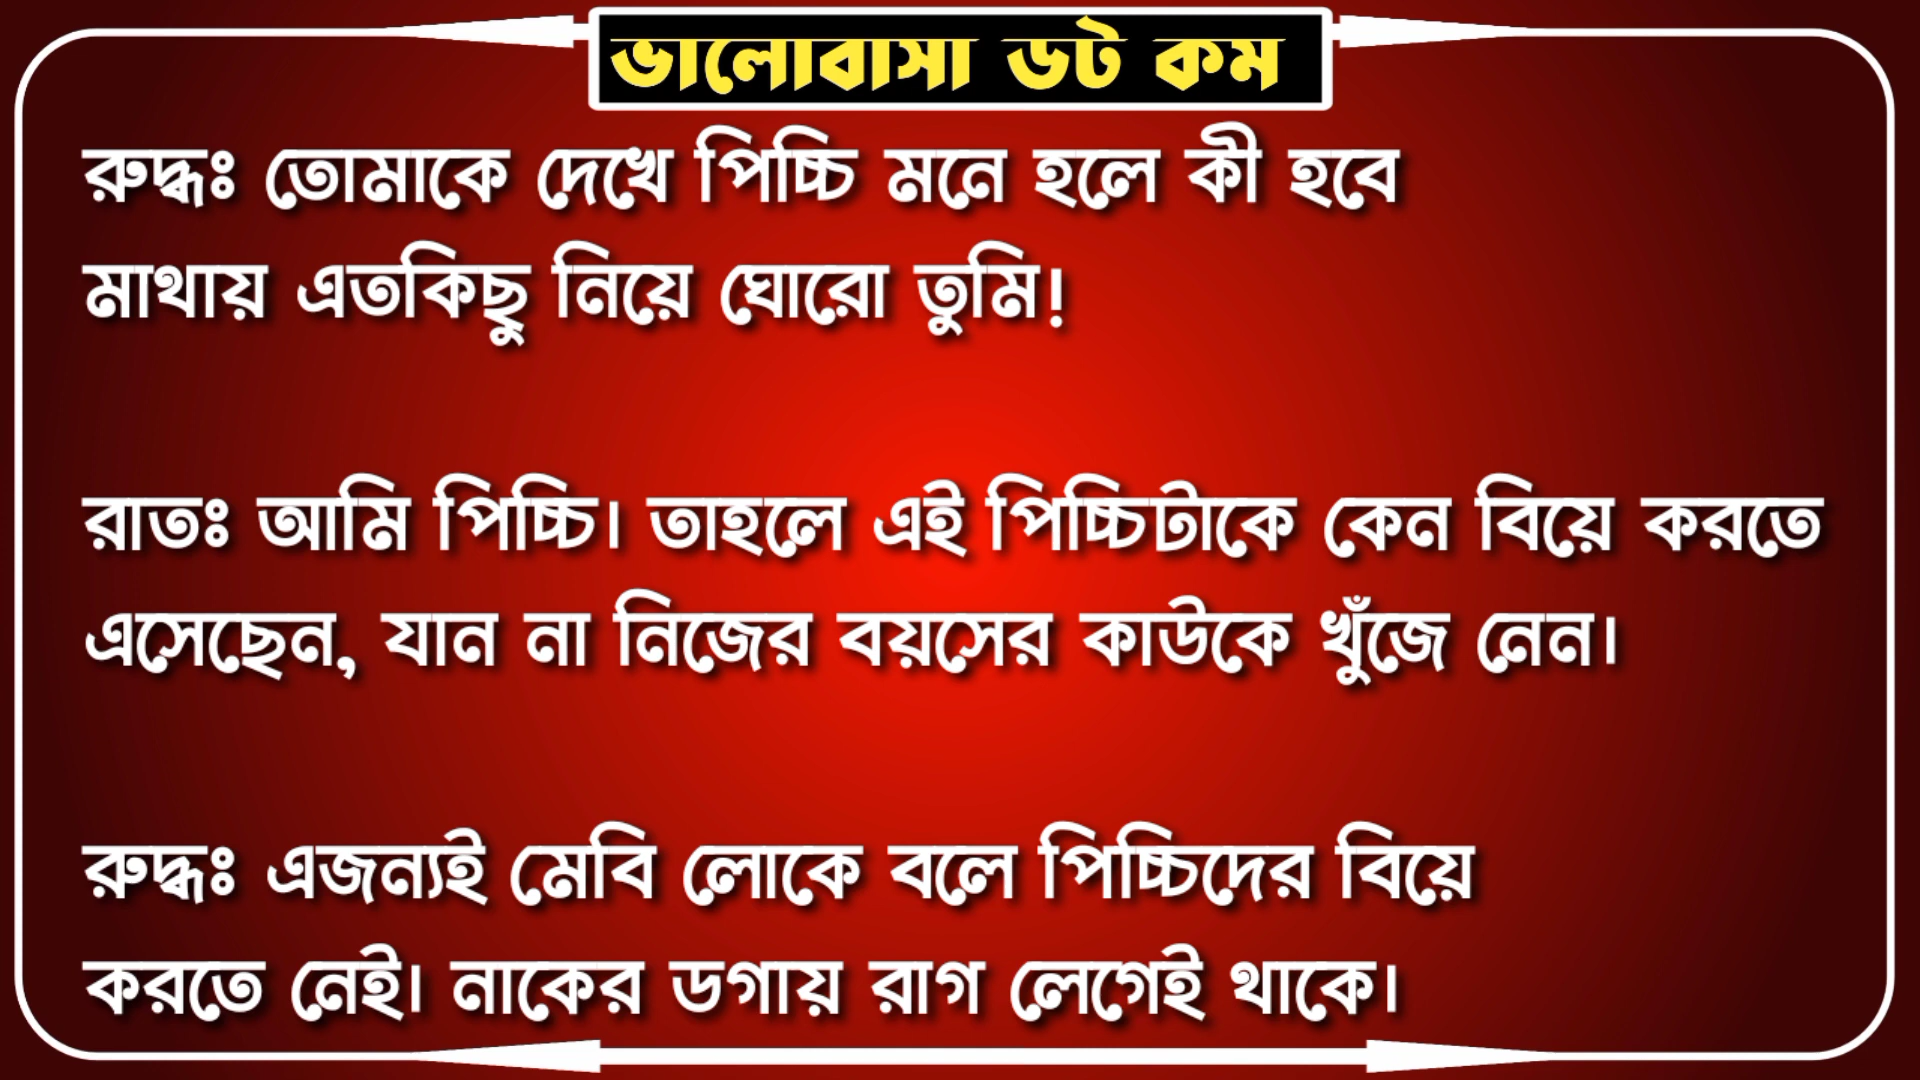 ভালোবাসা ডট কম
রুদ্ধঃ তোমাকে দেখে পিচ্চি মনে হলে কী হবে
মাথায় এতকিছু নিয়ে ঘোরো তুমি!
রাতঃ আমি পিচ্চি। তাহলে এই পিচ্চিটাকে কেন বিয়ে করতে
এসেছেন, যান না নিজের বয়সের কাউকে খুঁজে নেন।
রুদ্ধঃ এজন্যই মেবি লোকে বলে পিচ্চিদের বিয়ে
করতে নেই। নাকের ডগায় রাগ লেগেই থাকে।